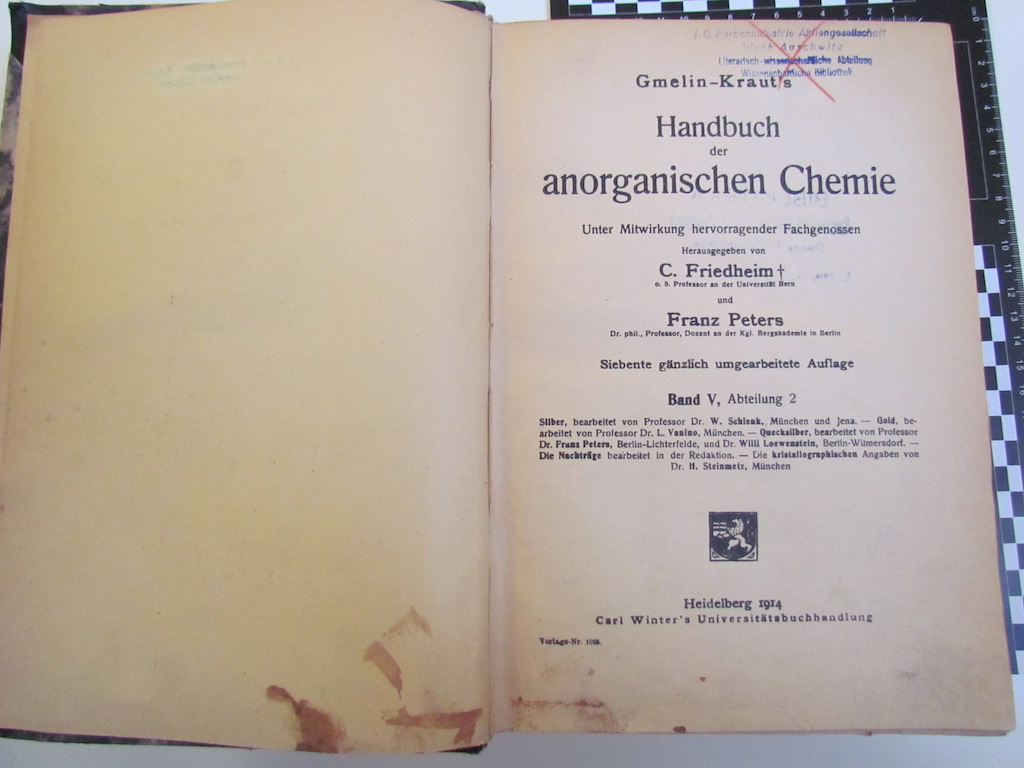 I. G. Farbenindustrie Aktiengesellschaft
Werk Auschwitz
Literarisch-wissenschaftliche Abteilung
Wissenschaftliche Bibliothek
Gmelin-Kraut's
Handbuch
der
anorganischen Chemie
Unter Mitwirkung hervorragender Fachgenossen
Herausgegeben von
C. Friedheim †
o. ö. Professor an der Universität Bern
und
Franz Peters
Dr. phil., Professor, Dozent an der Kgl. Bergakademie in Berlin
Siebente gänzlich umgearbeitete Auflage
Band V, Abteilung 2
Silber, bearbeitet von Professor Dr. W. Schlenk, München und Jena. — Gold, be-
arbeitet von Professor Dr. L. Vanino, München. — Quecksilber, bearbeitet von Professor
Dr. Franz Peters, Berlin-Lichterfelde, und Dr. Willi Loewenstein, Berlin-Wilmersdorf. —
Die Nachträge bearbeitet in der Redaktion. — Die kristallographischen Angaben von
Dr. H. Steinmetz, München
Heidelberg 1914
Carl Winter's Universitätsbuchhandlung
Verlags-Nr. 1028.